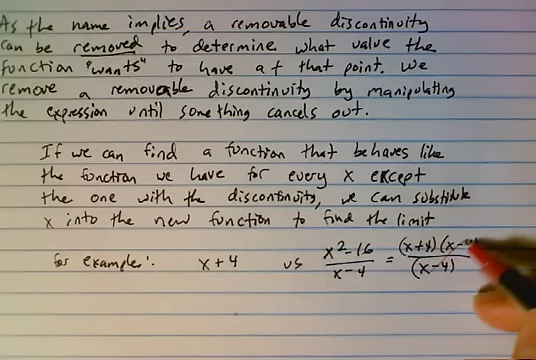 As the name implies, a removable discontinuity
can be removed to determine what value the
function "wants" to have at that point. We
remove a removable discontinuity by manipulating
the expression until something cancels out.
If we can find a function that behaves like
the function we have for every x except
the one with the discontinuity, we can substitute
x into the new function to find the limit
for example: x+4 vs (x²-16)/(x-4) = (x+4)(x-4)/(x-4)